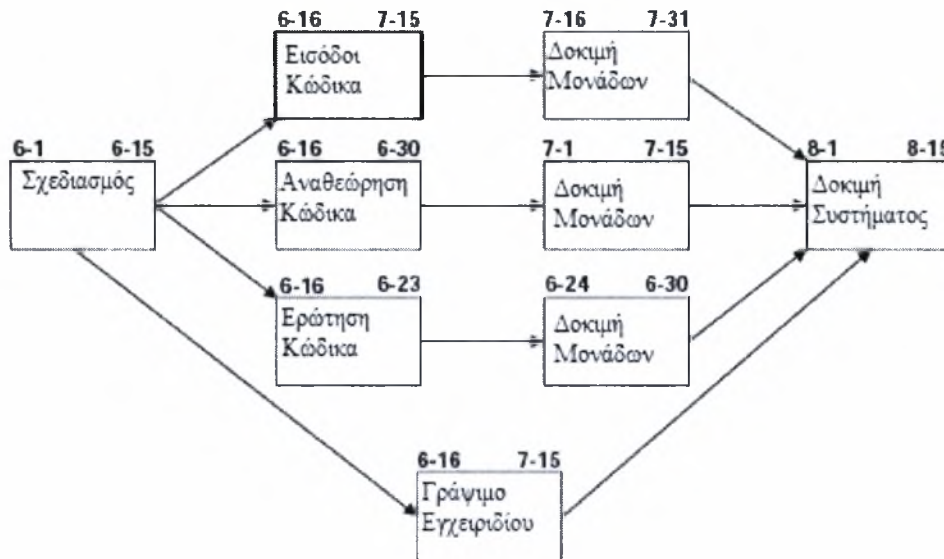 6-16 7-15
Εισόδοι
Κώδικα
7-16 7-31
Δοκιμή
Μονάδων
6-1 6-15
Σχεδιασμός
6-16 6-30
Αναθεώρηση
Κώδικα
7-1 7-15
Δοκιμή
Μονάδων
8-1 8-15
Δοκιμή
Συστήματος
6-16 6-23
Ερώτηση
Κώδικα
6-24 6-30
Δοκιμή
Μονάδων
6-16 7-15
Γράψιμο
Εγχειριδίου